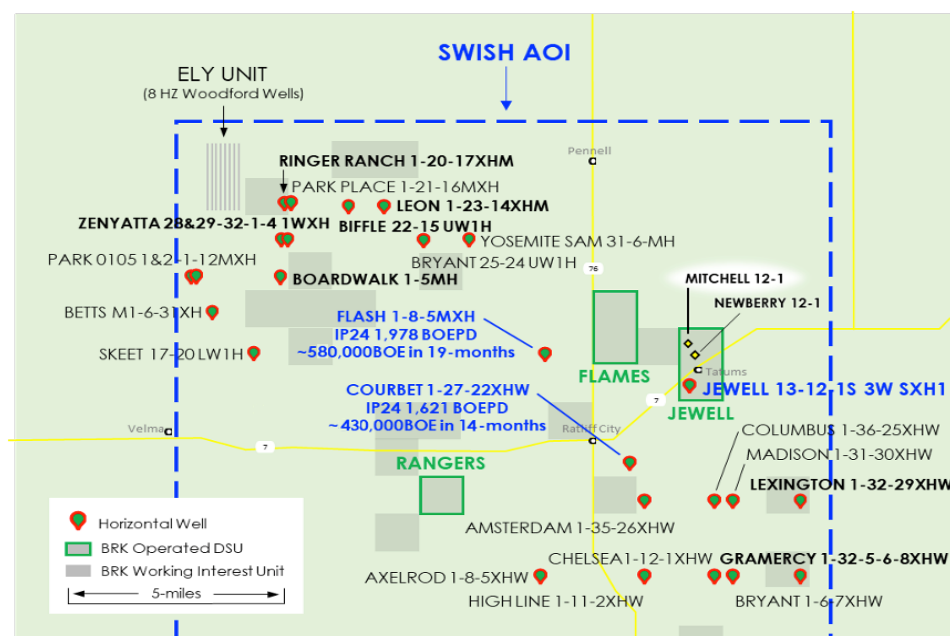 SWISH AOI
ELY UNIT
(8 HZ Woodford Wells)
Pennell
RINGER RANCH 1-20-17XHM
PARK PLACE 1-21-16MXH
LEON 1-23-14XHM
ZENYATTA 28&29-32-1-4 1WXH
BIFFLE 22-15 UW1H
YOSEMITE SAM 31-6-MH
PARK 0105 1&2-1-12MXH
BRYANT 25-24 UW1H
76
BOARDWALK 1-5MH
MITCHELL 12-1
NEWBERRY 12-1
BETTS M1-6-31XH
FLASH 1-8-5MXH
IP24 1,978 BOEPD
~580,000BOE in 19-months
SKEET 17-20 LW1H
FLAMES
Tatums
COURBET 1-27-22XHW
IP24 1,621 BOEPD
~430,000BOE in 14-months
JEWELL 13-12-1S 3W SXH1
7
JEWELL
Velma
Ratliff City
COLUMBUS 1-36-25XHW
7
MADISON 1-31-30XHW
RANGERS
LEXINGTON 1-32-29XHW
AMSTERDAM 1-35-26XHW
Horizontal Well
BRK Operated DSU
BRK Working Interest Unit
5-miles
CHELSEA 1-12-1XHW
GRAMERCY 1-32-5-6-8XHW
AXELROD 1-8-5XHW
HIGH LINE 1-11-2XHW
BRYANT 1-6-7XHW